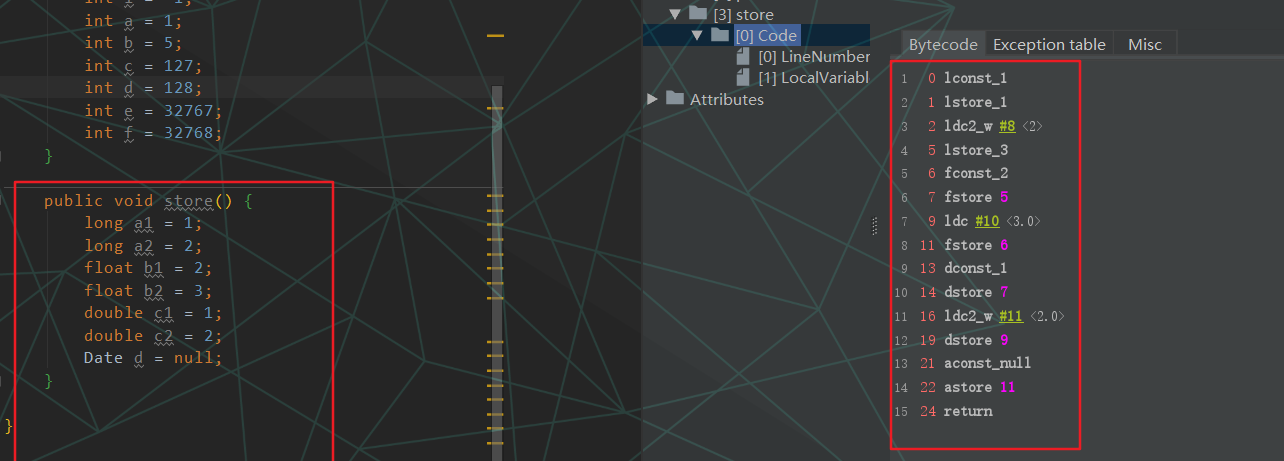 int a = 1;
int b = 5;
int c = 127;
int d = 128;
int e = 32767;
int f = 32768;
}
public void store() {
long a1 = 1;
long a2 = 2;
float b1 = 2;
float b2 = 3;
double c1 = 1;
double c2 = 2;
Date d = null;
}
}
[3] store
[0] Code
[0] LineNumber
[1] LocalVariabl
Attributes
Bytecode Exception table Misc
1 0 lconst_1
2 1 lstore_1
3 2 ldc2_w #8 <2>
4 5 lstore_3
5 6 fconst_2
6 7 fstore 5
7 9 ldc #10 <3.0>
8 11 fstore 6
9 13 dconst_1
10 14 dstore 7
11 16 ldc2_w #11 <2.0>
12 19 dstore 9
13 21 aconst_null
14 22 astore 11
15 24 return